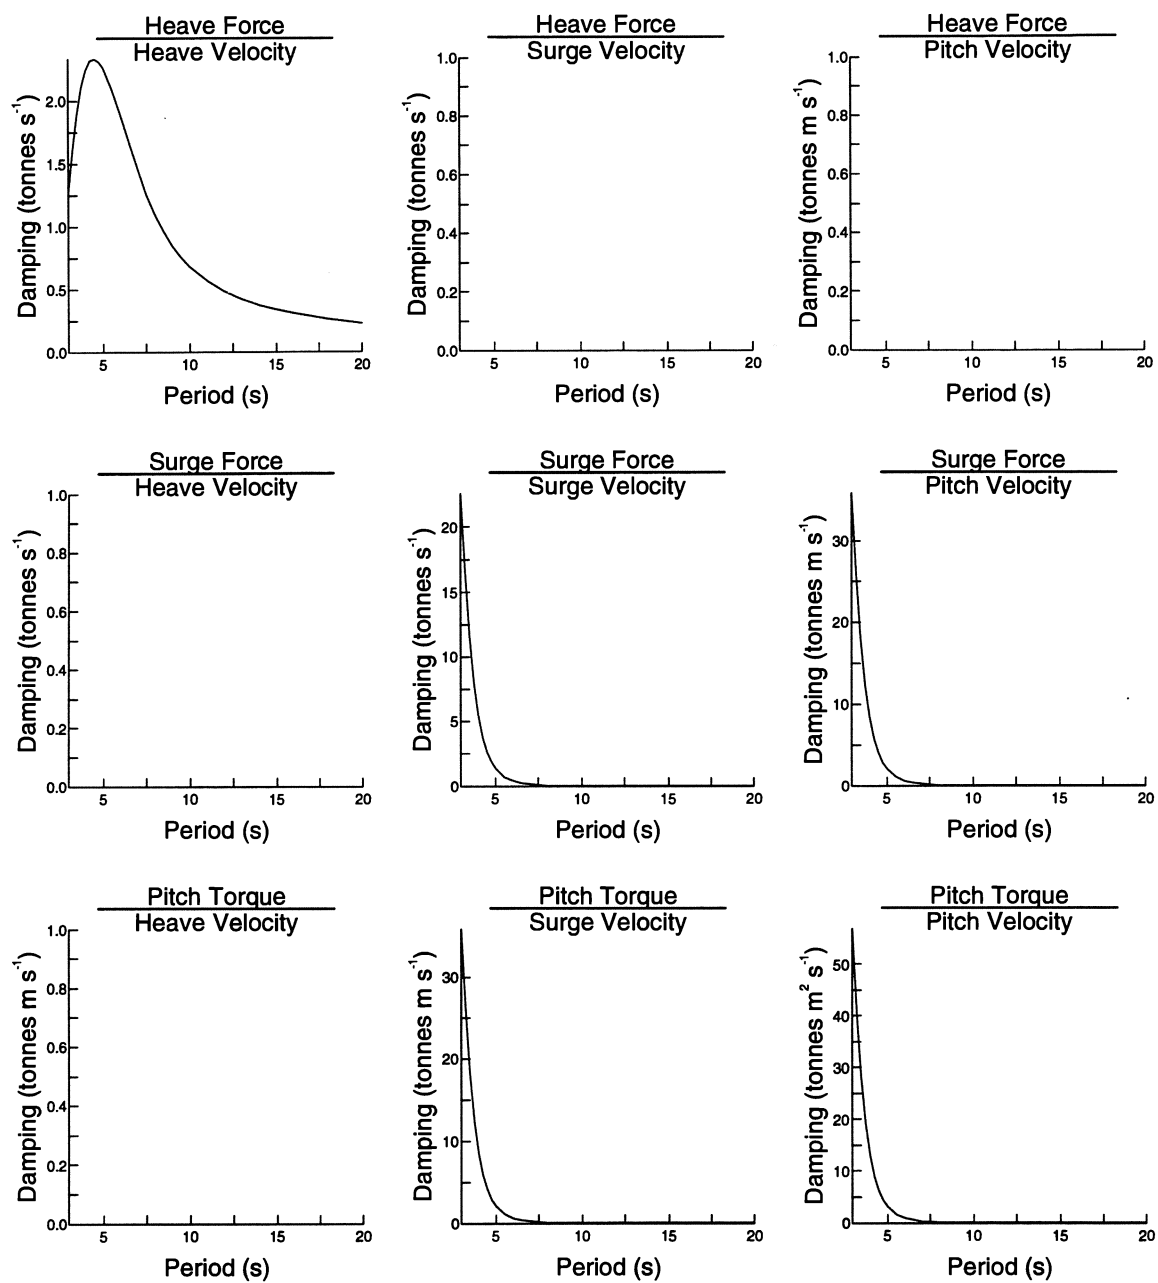 Heave Force
Heave Velocity
Damping (tonnes s⁻¹)
2.0
1.5
1.0
0.5
0.0
5 10 15 20
Period (s)
Heave Force
Surge Velocity
Damping (tonnes s⁻¹)
1.0
0.8
0.6
0.4
0.2
0.0
5 10 15 20
Period (s)
Heave Force
Pitch Velocity
Damping (tonnes m s⁻¹)
1.0
0.8
0.6
0.4
0.2
0.0
5 10 15 20
Period (s)
Surge Force
Heave Velocity
Damping (tonnes s⁻¹)
1.0
0.8
0.6
0.4
0.2
0.0
5 10 15 20
Period (s)
Surge Force
Surge Velocity
Damping (tonnes s⁻¹)
20
15
10
5
0
5 10 15 20
Period (s)
Surge Force
Pitch Velocity
Damping (tonnes m s⁻¹)
30
20
10
0
5 10 15 20
Period (s)
Pitch Torque
Heave Velocity
Damping (tonnes m s⁻¹)
1.0
0.8
0.6
0.4
0.2
0.0
5 10 15 20
Period (s)
Pitch Torque
Surge Velocity
Damping (tonnes m s⁻¹)
30
20
10
0
5 10 15 20
Period (s)
Pitch Torque
Pitch Velocity
Damping (tonnes m² s⁻¹)
50
40
30
20
10
0
5 10 15 20
Period (s)